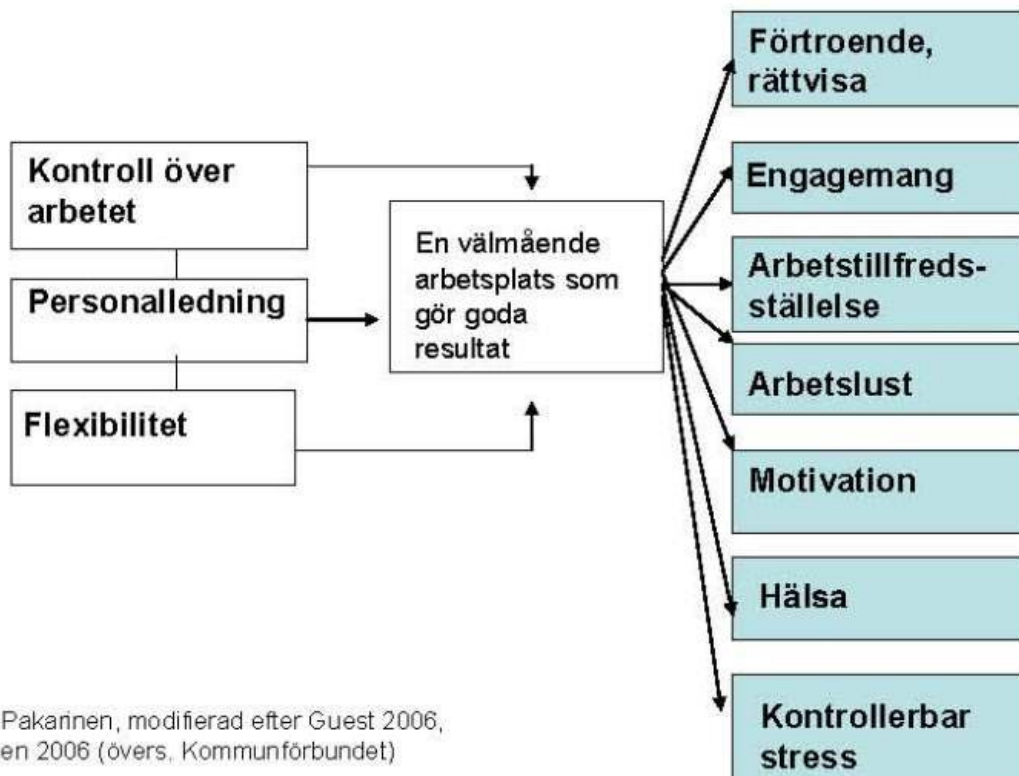 Kontroll över
arbetet
Personalledning
Flexibilitet
En välmående
arbetsplats som
gör goda
resultat
Förtroende,
rättvisa
Engagemang
Arbetstillfreds-
ställelse
Arbetslust
Motivation
Hälsa
Kontrollerbar
stress
Pakarinen, modifierad efter Guest 2006,
en 2006 (övers. Kommunförbundet)